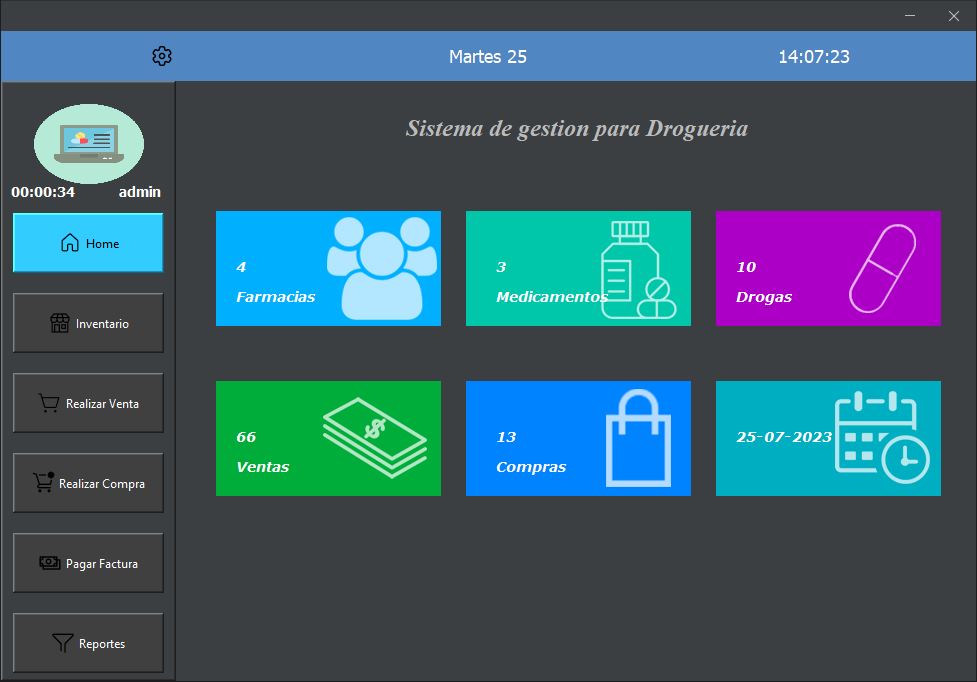 Martes 25
14:07:23
00:00:34 admin
Home
Inventario
Realizar Venta
Realizar Compra
Pagar Factura
Reportes
Sistema de gestion para Drogueria
4
Farmacias
3
Medicamentos
10
Drogas
66
Ventas
13
Compras
25-07-2023